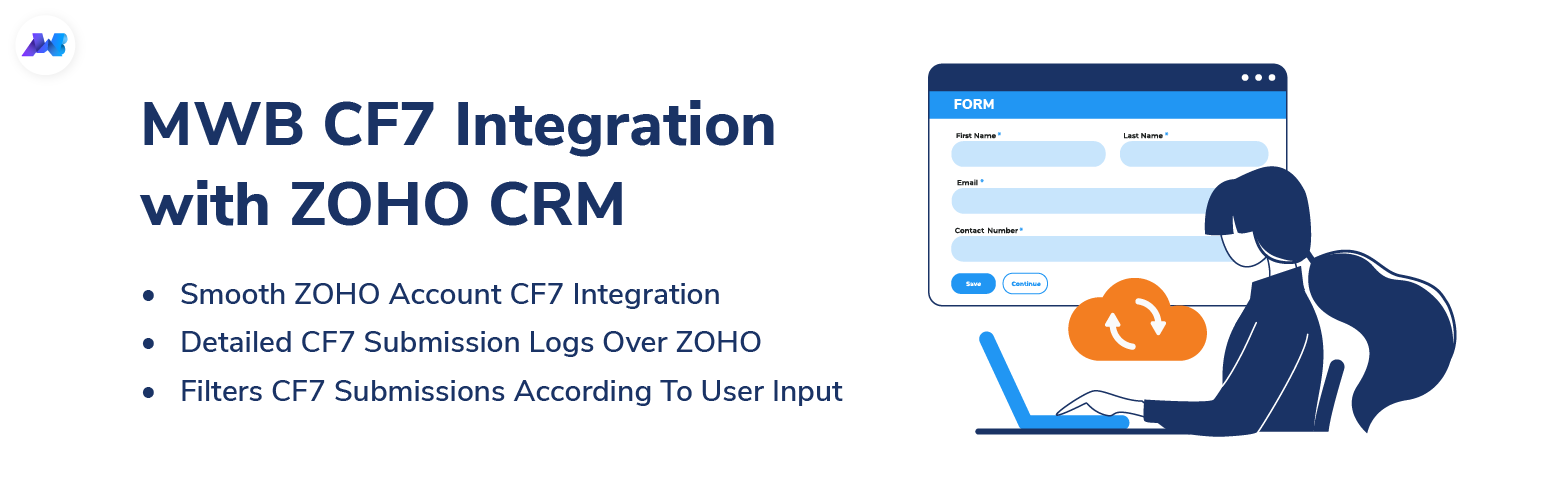 MWB
MWB CF7 Integration
with ZOHO CRM
• Smooth ZOHO Account CF7 Integration
• Detailed CF7 Submission Logs Over ZOHO
• Filters CF7 Submissions According To User Input
FORM
First Name * Last Name *
Email *
Contact Number *
Save Continue